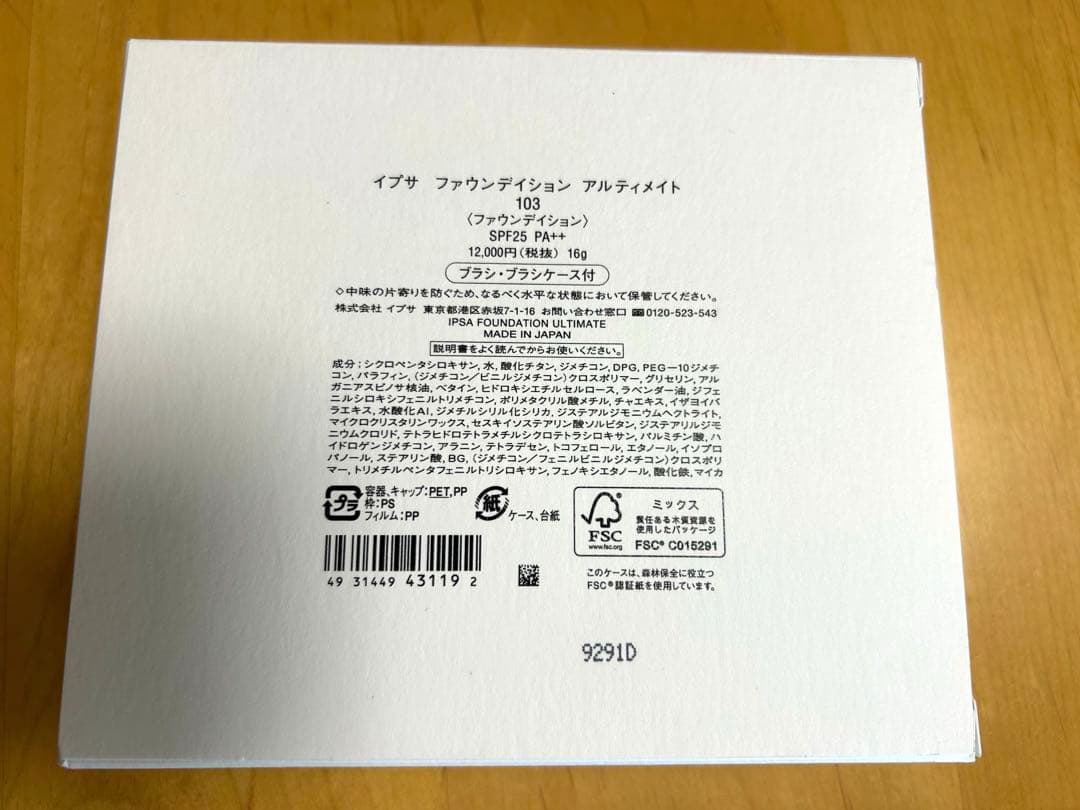 イプサ ファウンデイション アルティメイト
103
〈ファウンデイション〉
SPF25 PA++
12,000円(税抜) 16g
ブラシ・ブラシケース付
◇中味の片寄りを防ぐため、なるべく水平な状態において保管してください。
株式会社 イプサ 東京都港区赤坂7-1-16 お問い合わせ窓口 0120-523-543
IPSA FOUNDATION ULTIMATE
MADE IN JAPAN
説明書をよく読んでからお使いください。
成分:シクロペンタシロキサン, 水, 酸化チタン, ジメチコン, DPG, PEG-10ジメチ
コン, パラフィン, (ジメチコン/ビニルジメチコン)クロスポリマー, グリセリン, アル
ガニアスピノサ核油, ベタイン, ヒドロキシエチルセルロース, ラベンダー油, ジフェ
ニルシロキシフェニルトリメチコン, ポリメタクリル酸メチル, チャエキス, イザヨイバ
ラエキス, 水酸化Al, ジメチルシリル化シリカ, ジステアルジモニウムヘクトライト,
マイクロクリスタリンワックス, セスキイソステアリン酸ソルビタン, ジステアリルジモ
ニウムクロリド, テトラヒドロテトラメチルシクロテトラシロキサン, パルミチン酸, ハ
イドロゲンジメチコン, アラニン, テトラデセン, トコフェロール, エタノール, イソプロ
パノール, ステアリン酸, BG, (ジメチコン/フェニルビニルジメチコン)クロスポリ
マー, トリメチルペンタフェニルトリシロキサン, フェノキシエタノール, 酸化鉄, マイカ
プラ 容器、キャップ:PET,PP
枠:PS
フィルム:PP
紙 ケース、台紙
FSC
www.fsc.org
ミックス
責任ある木質資源を
使用したパッケージ
FSC® C015291
このケースは、森林保全に役立つ
FSC®認証紙を使用しています。
4 931449 431192
9291D